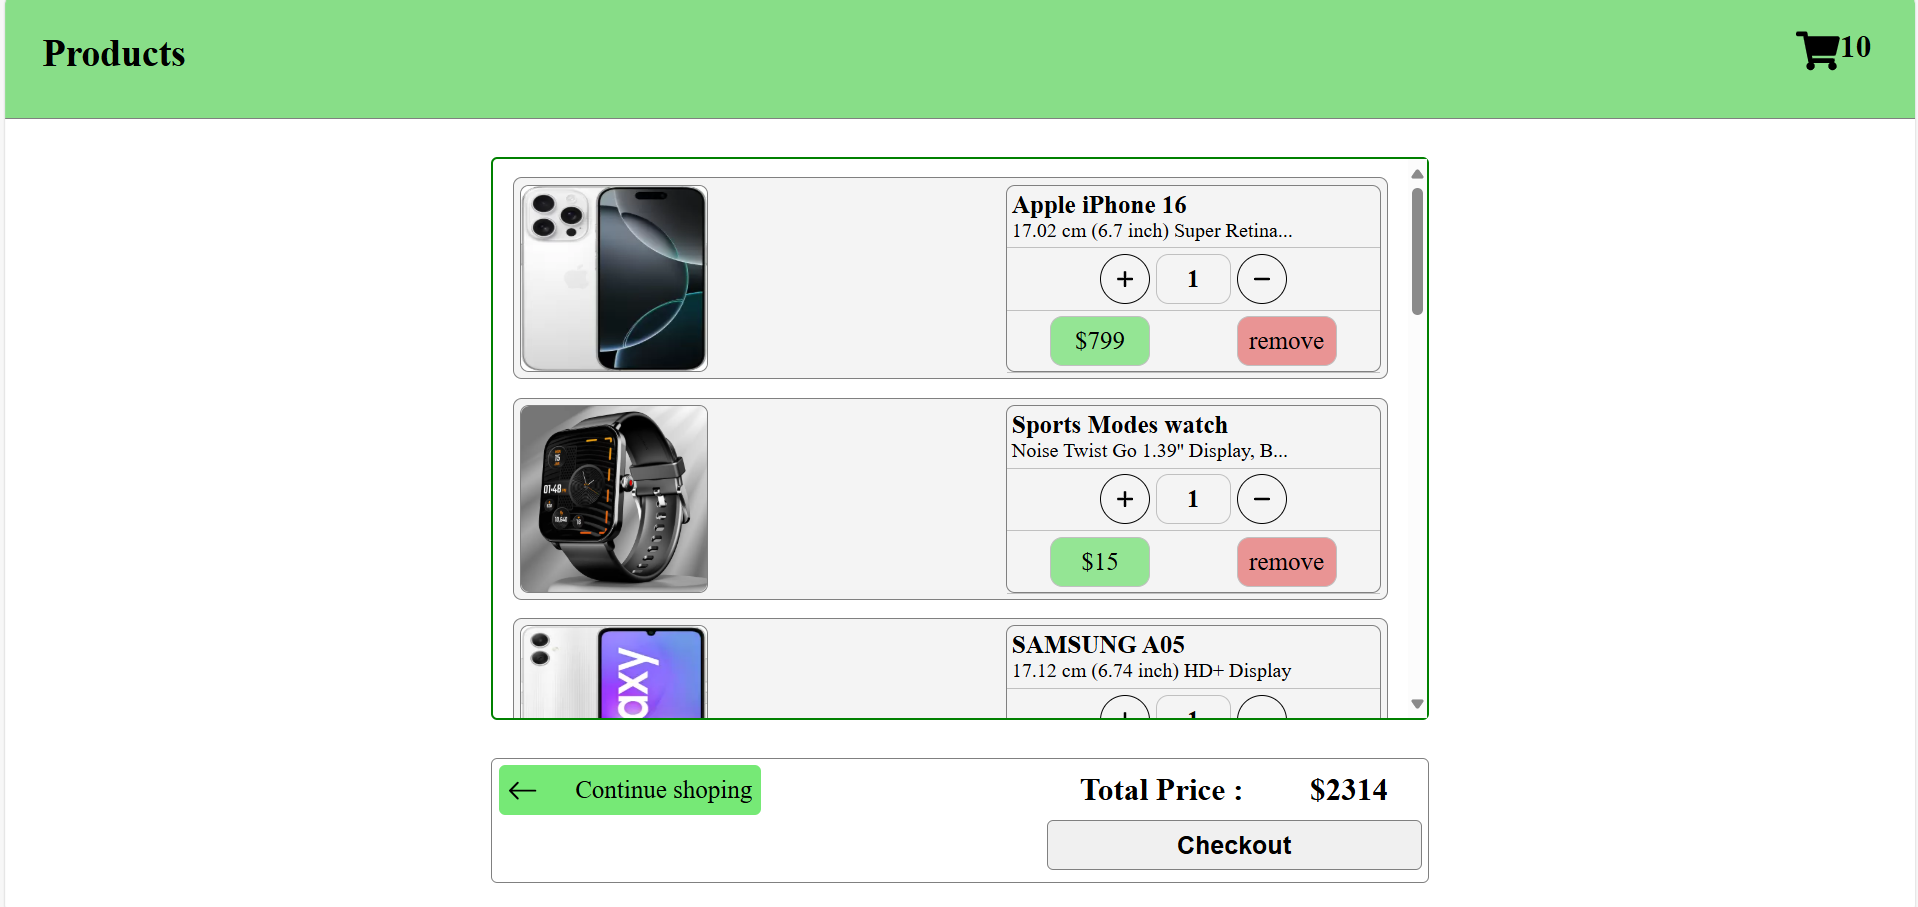 Products
10
Apple iPhone 16
17.02 cm (6.7 inch) Super Retina...
+ 1 −
$799 remove
Sports Modes watch
Noise Twist Go 1.39" Display, B...
+ 1 −
$15 remove
SAMSUNG A05
17.12 cm (6.74 inch) HD+ Display
axy
← Continue shoping
Total Price : $2314
Checkout